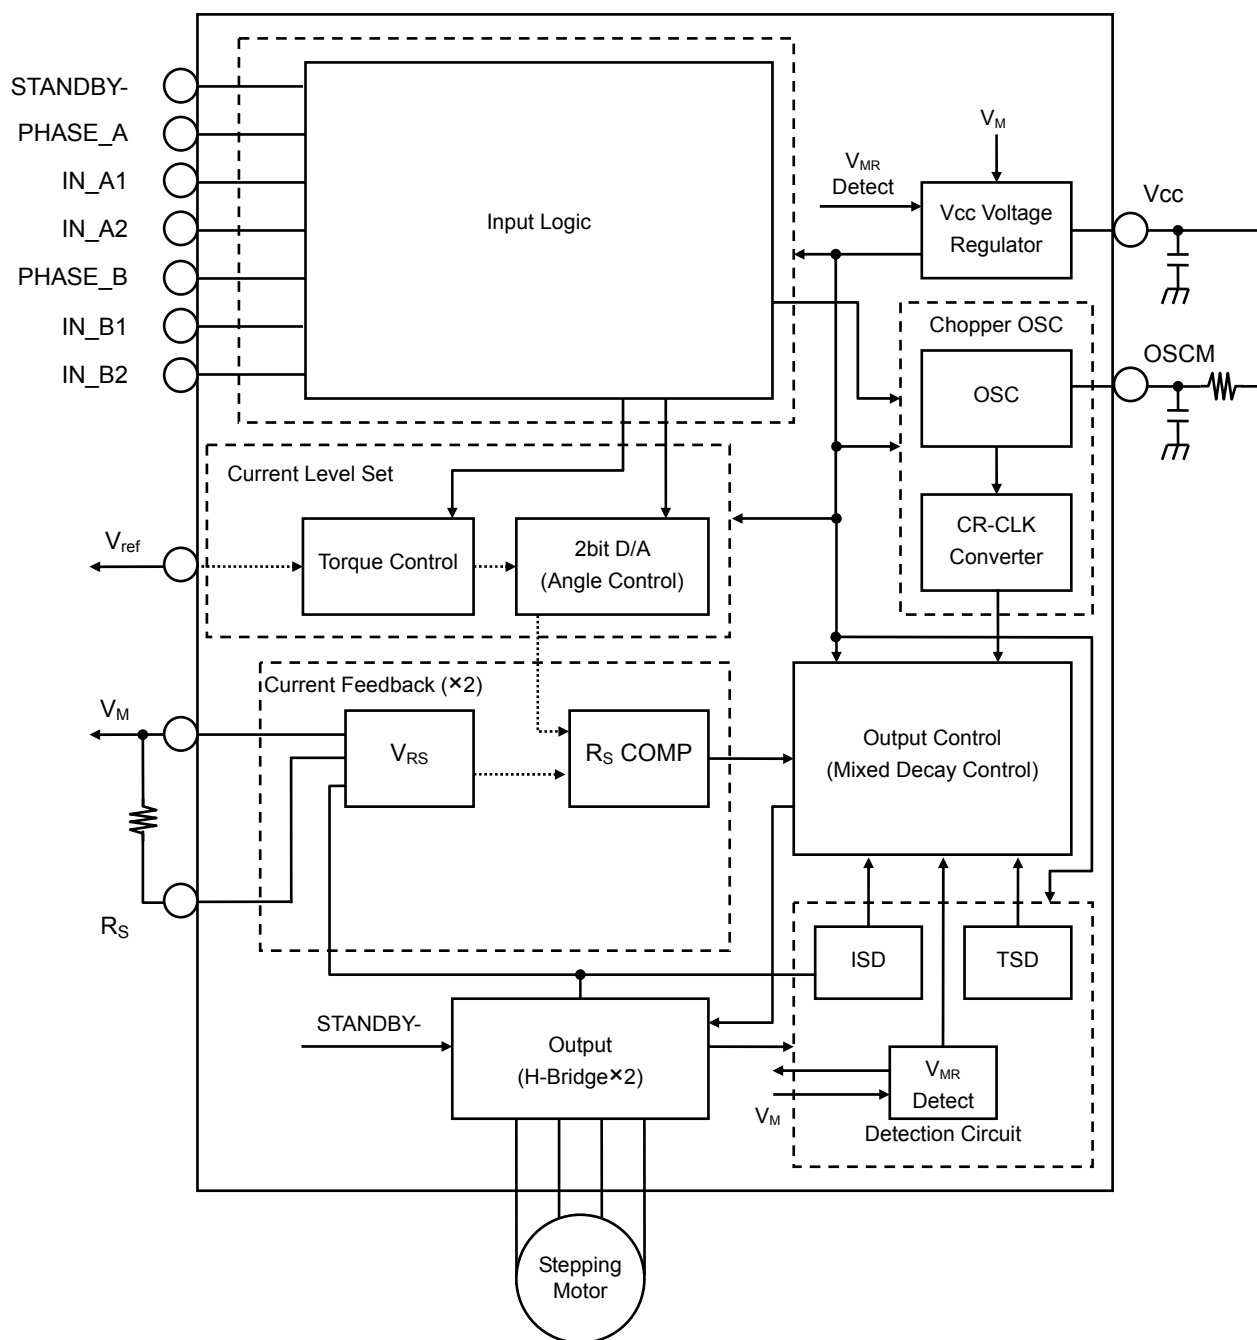 STANDBY-
PHASE_A
IN_A1
IN_A2
PHASE_B
IN_B1
IN_B2
Input Logic
VM
VMR
Detect
Vcc Voltage
Regulator
Vcc
Chopper OSC
OSC
OSCM
CR-CLK
Converter
Current Level Set
Vref
Torque Control
2bit D/A
(Angle Control)
Current Feedback (×2)
VM
VRS
RS COMP
Output Control
(Mixed Decay Control)
RS
ISD
TSD
STANDBY-
Output
(H-Bridge×2)
VMR
Detect
VM
Detection Circuit
Stepping
Motor